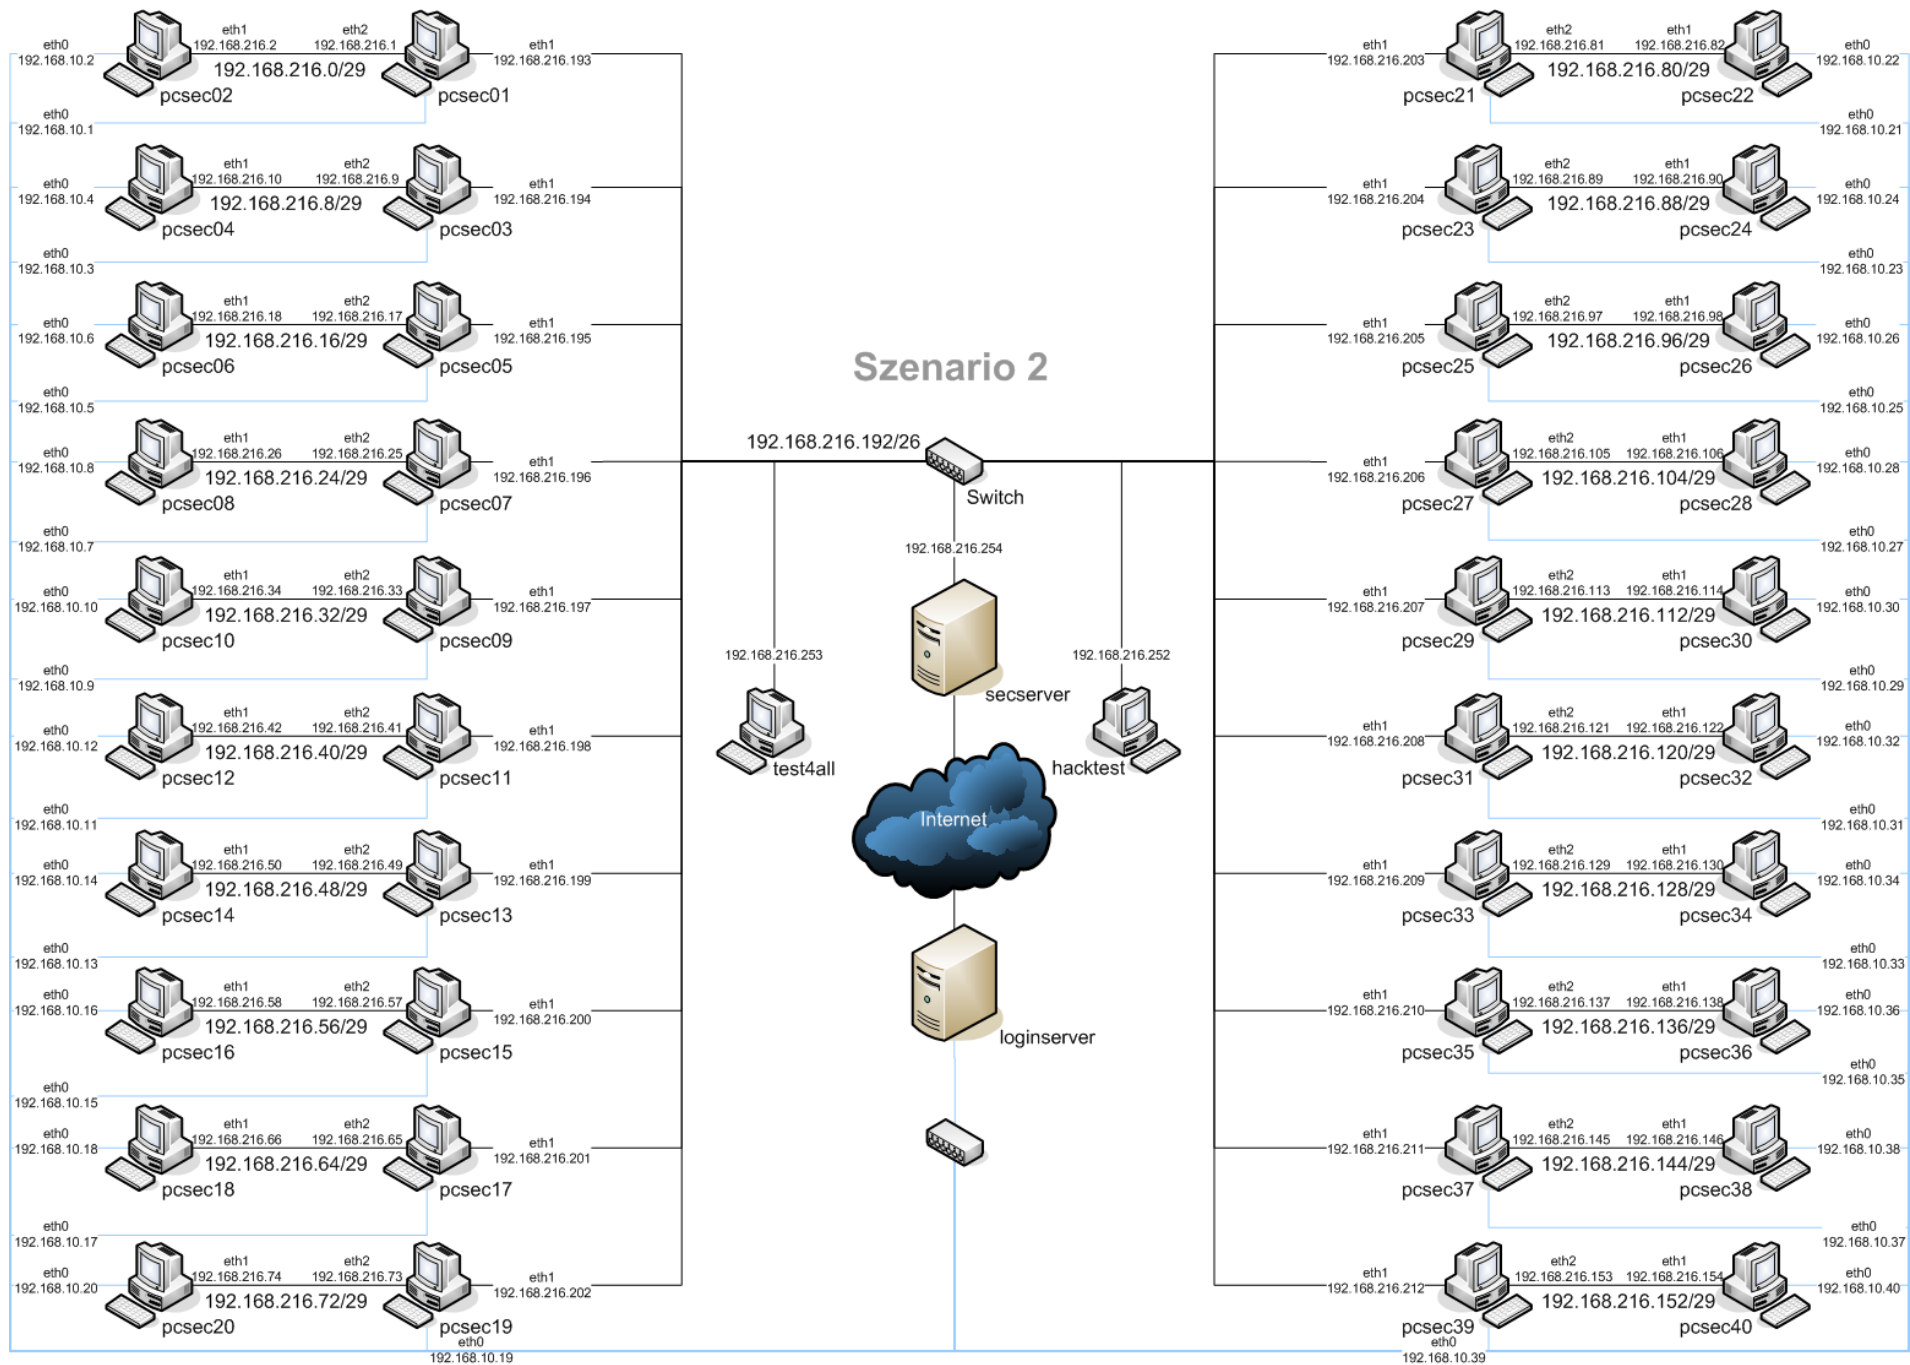 eth0
192.168.10.2
eth1
192.168.216.2
eth2
192.168.216.1
192.168.216.0/29
pcsec02
pcsec01
eth1
192.168.216.193
eth0
192.168.10.1
eth0
192.168.10.4
eth1
192.168.216.10
eth2
192.168.216.9
192.168.216.8/29
pcsec04
pcsec03
eth1
192.168.216.194
eth0
192.168.10.3
eth0
192.168.10.6
eth1
192.168.216.18
eth2
192.168.216.17
192.168.216.16/29
pcsec06
pcsec05
eth1
192.168.216.195
eth0
192.168.10.5
eth0
192.168.10.8
eth1
192.168.216.26
eth2
192.168.216.25
192.168.216.24/29
pcsec08
pcsec07
eth1
192.168.216.196
eth0
192.168.10.7
eth0
192.168.10.10
eth1
192.168.216.34
eth2
192.168.216.33
192.168.216.32/29
pcsec10
pcsec09
eth1
192.168.216.197
eth0
192.168.10.9
eth0
192.168.10.12
eth1
192.168.216.42
eth2
192.168.216.41
192.168.216.40/29
pcsec12
pcsec11
eth1
192.168.216.198
eth0
192.168.10.11
eth0
192.168.10.14
eth1
192.168.216.50
eth2
192.168.216.49
192.168.216.48/29
pcsec14
pcsec13
eth1
192.168.216.199
eth0
192.168.10.13
eth0
192.168.10.16
eth1
192.168.216.58
eth2
192.168.216.57
192.168.216.56/29
pcsec16
pcsec15
eth1
192.168.216.200
eth0
192.168.10.15
eth0
192.168.10.18
eth1
192.168.216.66
eth2
192.168.216.65
192.168.216.64/29
pcsec18
pcsec17
eth1
192.168.216.201
eth0
192.168.10.17
eth0
192.168.10.20
eth1
192.168.216.74
eth2
192.168.216.73
192.168.216.72/29
pcsec20
pcsec19
eth1
192.168.216.202
eth0
192.168.10.19
Szenario 2
192.168.216.192/26
Switch
192.168.216.254
secserver
192.168.216.253
test4all
192.168.216.252
hacktest
Internet
loginserver
eth1
192.168.216.203
eth2
192.168.216.81
eth1
192.168.216.82
192.168.216.80/29
pcsec21
pcsec22
eth0
192.168.10.22
eth0
192.168.10.21
eth1
192.168.216.204
eth2
192.168.216.89
eth1
192.168.216.90
192.168.216.88/29
pcsec23
pcsec24
eth0
192.168.10.24
eth0
192.168.10.23
eth1
192.168.216.205
eth2
192.168.216.97
eth1
192.168.216.98
192.168.216.96/29
pcsec25
pcsec26
eth0
192.168.10.26
eth0
192.168.10.25
eth1
192.168.216.206
eth2
192.168.216.105
eth1
192.168.216.106
192.168.216.104/29
pcsec27
pcsec28
eth0
192.168.10.28
eth0
192.168.10.27
eth1
192.168.216.207
eth2
192.168.216.113
eth1
192.168.216.114
192.168.216.112/29
pcsec29
pcsec30
eth0
192.168.10.30
eth0
192.168.10.29
eth1
192.168.216.208
eth2
192.168.216.121
eth1
192.168.216.122
192.168.216.120/29
pcsec31
pcsec32
eth0
192.168.10.32
eth0
192.168.10.31
eth1
192.168.216.209
eth2
192.168.216.129
eth1
192.168.216.130
192.168.216.128/29
pcsec33
pcsec34
eth0
192.168.10.34
eth0
192.168.10.33
eth1
192.168.216.210
eth2
192.168.216.137
eth1
192.168.216.138
192.168.216.136/29
pcsec35
pcsec36
eth0
192.168.10.36
eth0
192.168.10.35
eth1
192.168.216.211
eth2
192.168.216.145
eth1
192.168.216.146
192.168.216.144/29
pcsec37
pcsec38
eth0
192.168.10.38
eth0
192.168.10.37
eth1
192.168.216.212
eth2
192.168.216.153
eth1
192.168.216.154
192.168.216.152/29
pcsec39
pcsec40
eth0
192.168.10.40
eth0
192.168.10.39